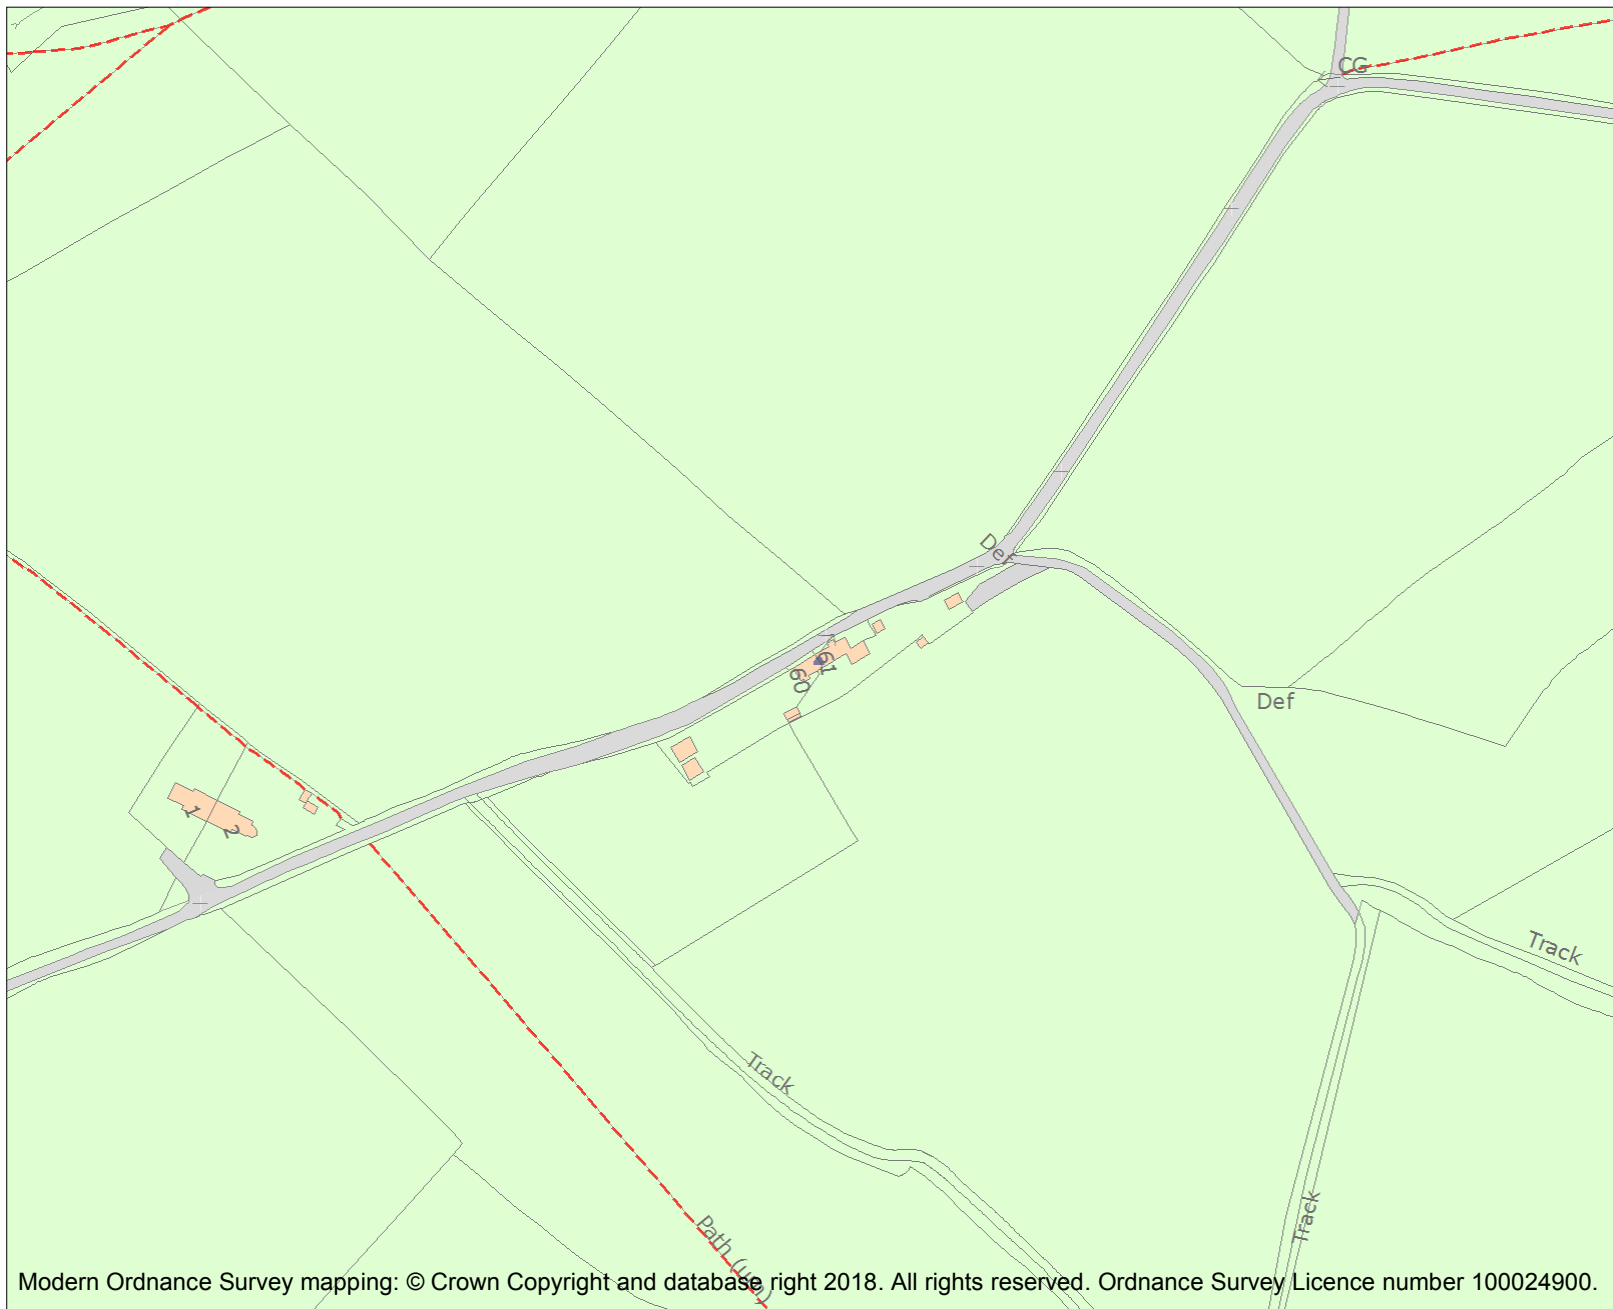 CG
Def
61
60
Def
1
2
Track
Track
Track
Path (um)
Modern Ordnance Survey mapping: © Crown Copyright and database right 2018. All rights reserved. Ordnance Survey Licence number 100024900.